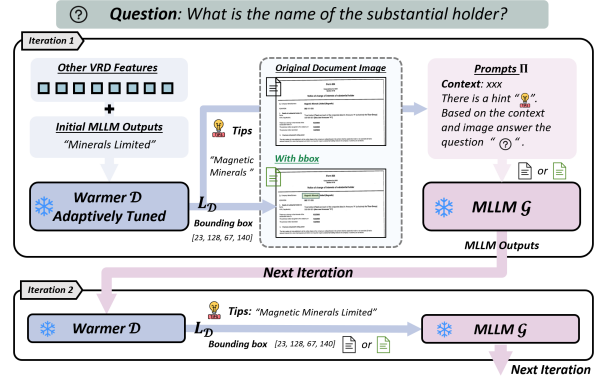 Question: What is the name of the substantial holder?
Iteration 1
Other VRD Features
+
Initial MLLM Outputs
“Minerals Limited”
Warmer D
Adaptively Tuned
Tips
“Magnetic
Minerals “
L_D
Bounding box
[23, 128, 67, 140]
Original Document Image
With bbox
Prompts Π
Context: xxx
There is a hint “ ”.
Based on the context
and image answer the
question “ ? “ .
or
MLLM G
MLLM Outputs
Next Iteration
Iteration 2
Warmer D
L_D
Tips: “Magnetic Minerals Limited”
Bounding box [23, 128, 67, 140] or
MLLM G
Next Iteration